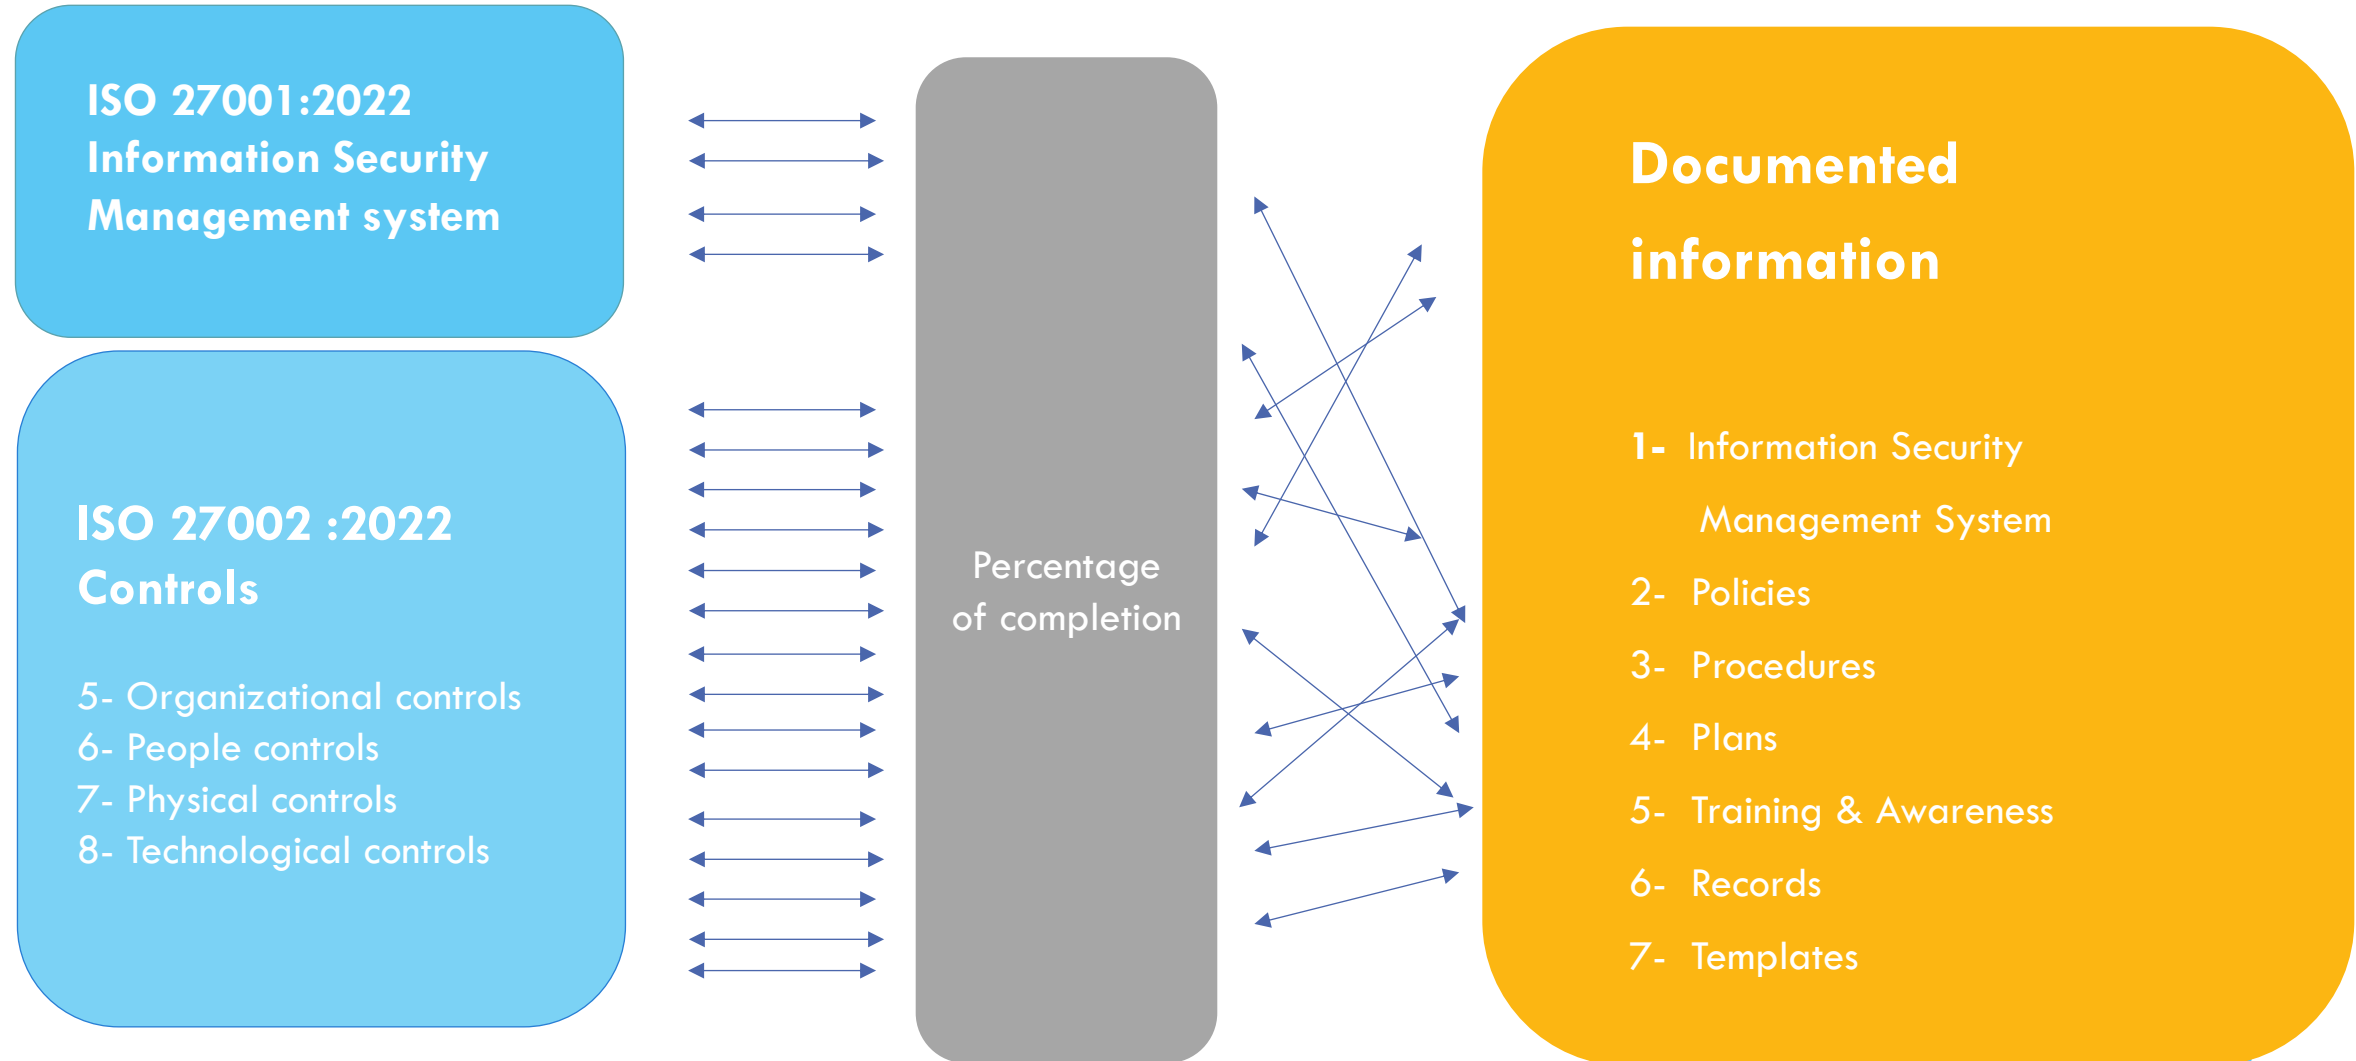 ISO 27001:2022
Information Security
Management system
ISO 27002 :2022
Controls
5- Organizational controls
6- People controls
7- Physical controls
8- Technological controls
Percentage
of completion
Documented
information
1- Information Security
Management System
2- Policies
3- Procedures
4- Plans
5- Training & Awareness
6- Records
7- Templates